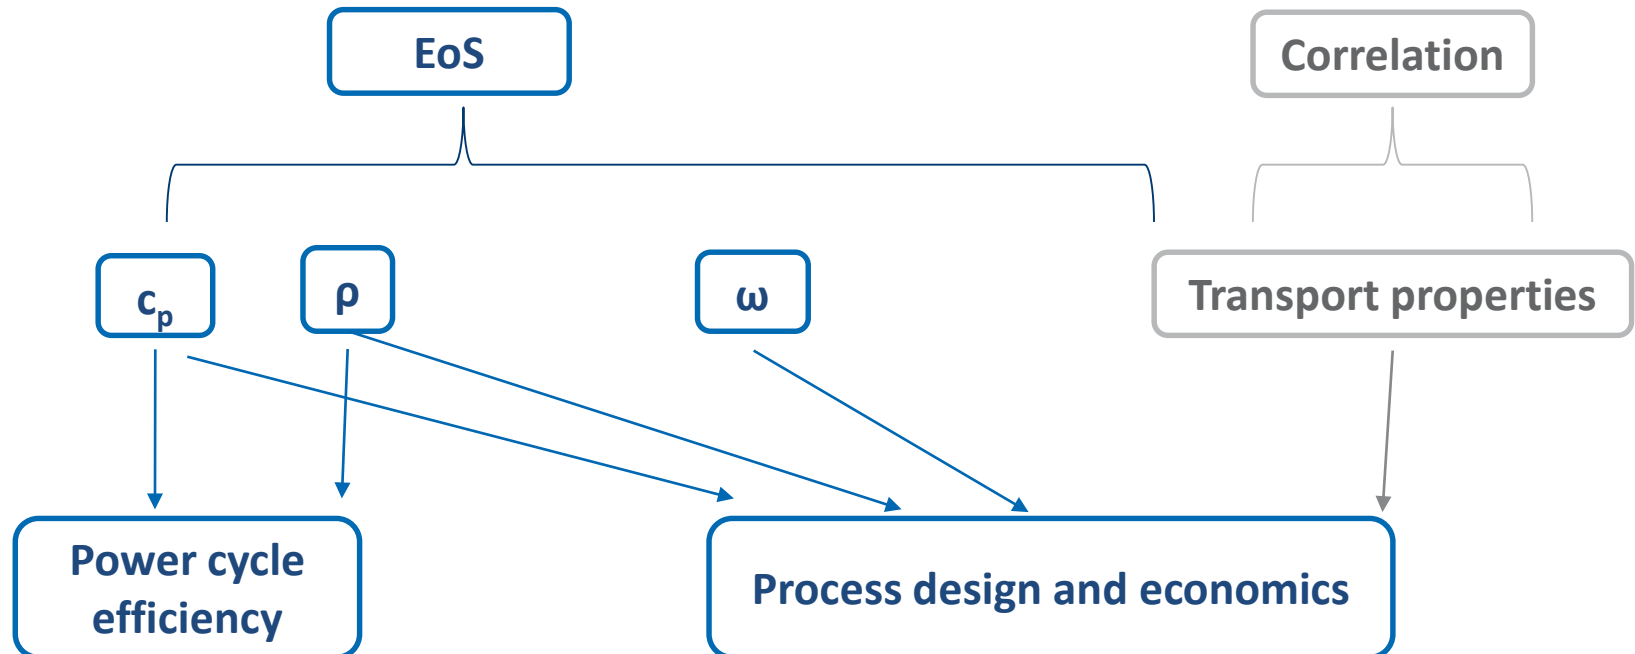 EoS
Correlation
cₚ
ρ
ω
Transport properties
Power cycle
efficiency
Process design and economics